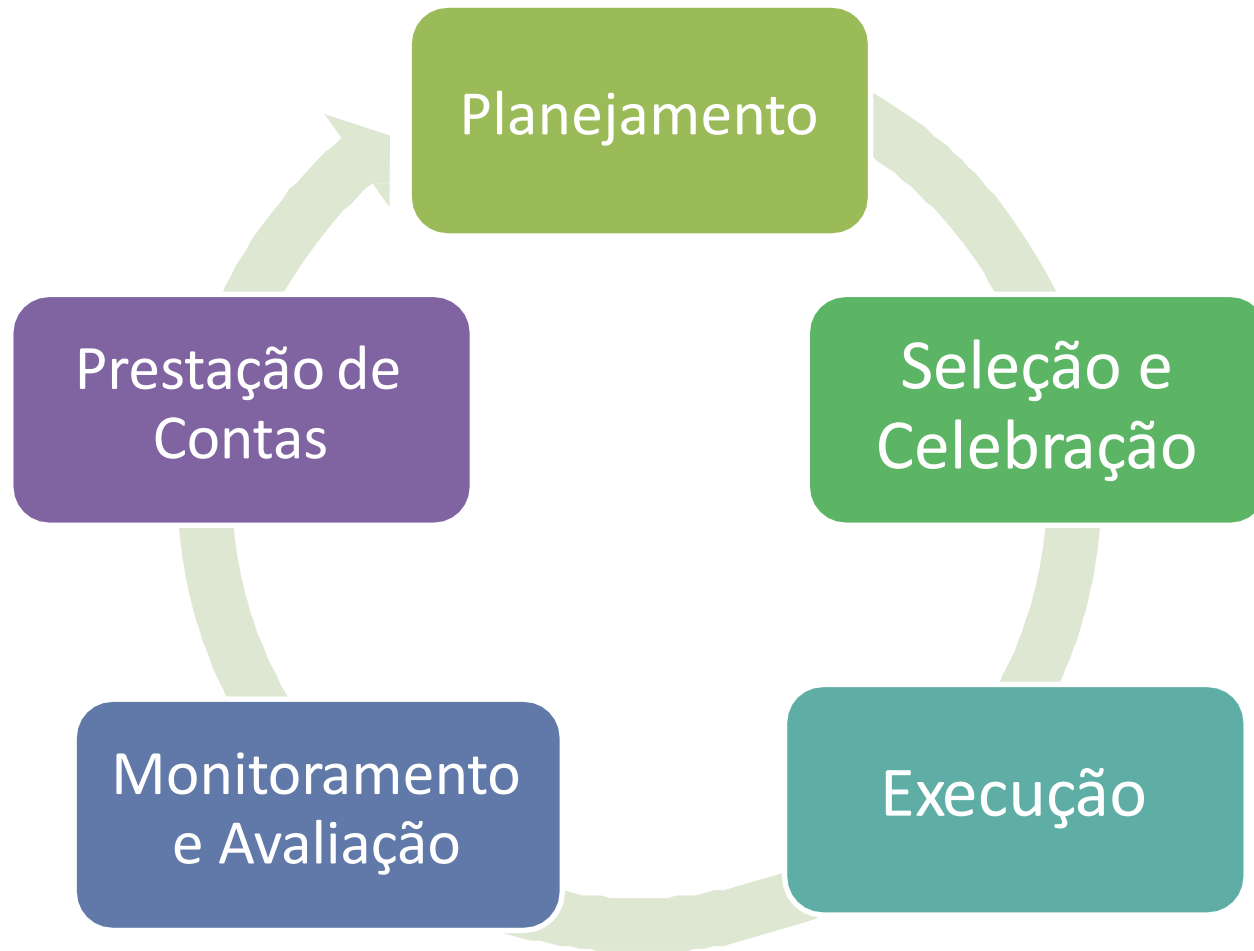 Planejamento
Seleção e
Celebração
Execução
Monitoramento
e Avaliação
Prestação de
Contas